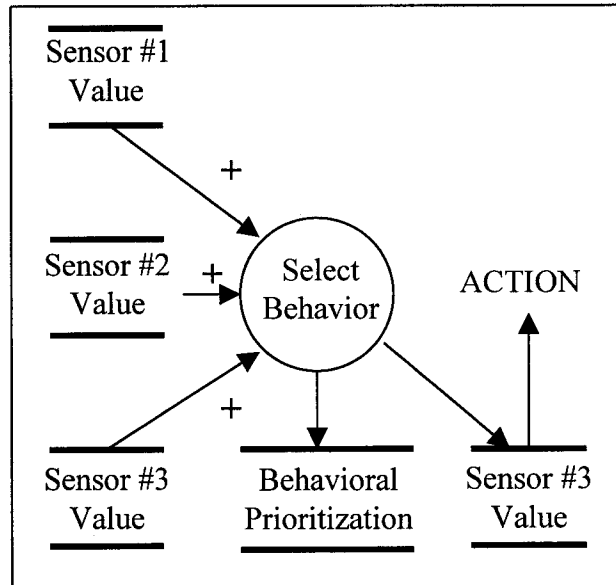 Sensor #1
Value
+
Sensor #2
Value
+
Select
Behavior
ACTION
+
Sensor #3
Value
Behavioral
Prioritization
Sensor #3
Value